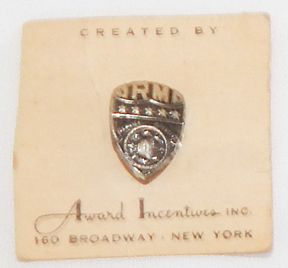 CREATED BY
Award Incentives INC.
160 BROADWAY · NEW YORK